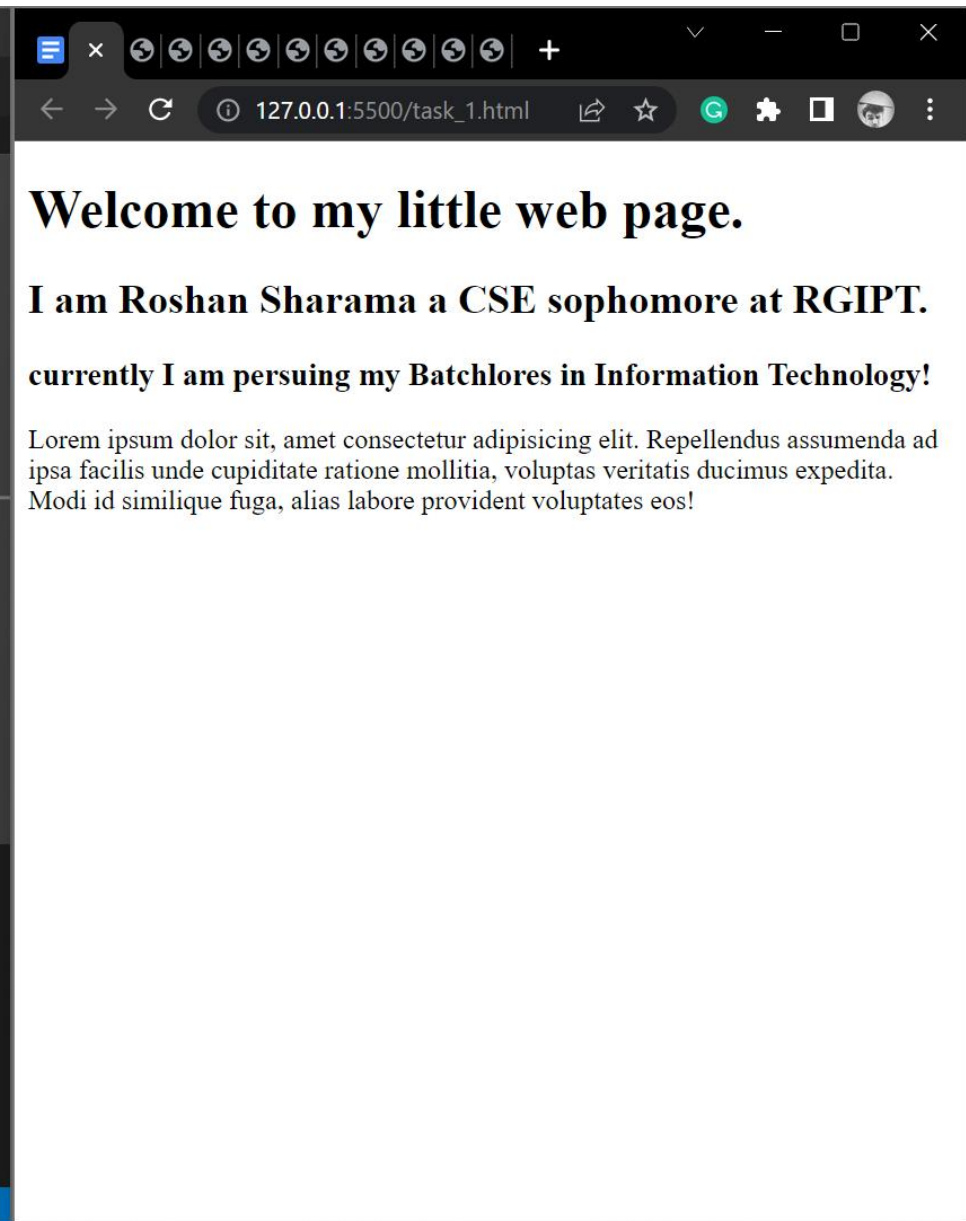 127.0.0.1:5500/task_1.html
G
Welcome to my little web page.
I am Roshan Sharama a CSE sophomore at RGIPT.
currently I am persuing my Batchlores in Information Technology!
Lorem ipsum dolor sit, amet consectetur adipisicing elit. Repellendus assumenda ad
ipsa facilis unde cupiditate ratione mollitia, voluptas veritatis ducimus expedita.
Modi id similique fuga, alias labore provident voluptates eos!